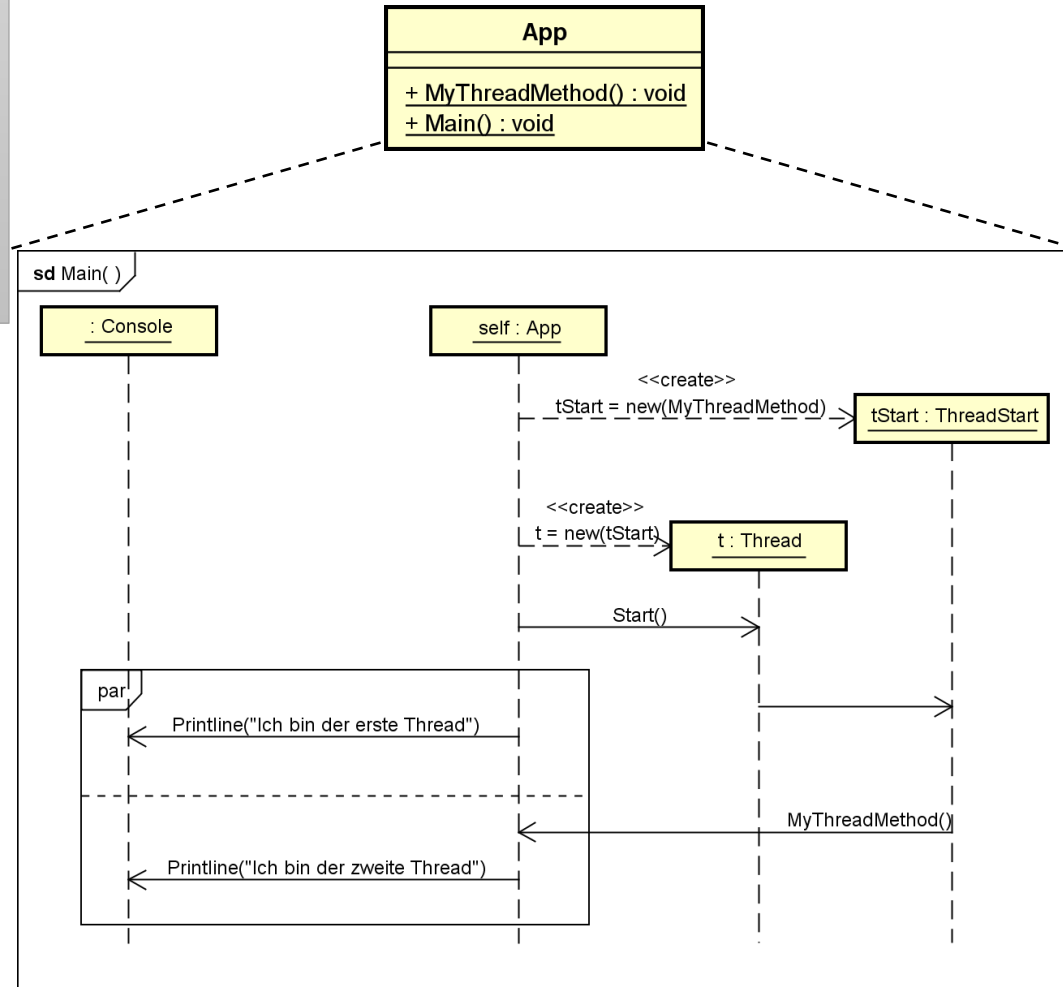 App
+ MyThreadMethod() : void
+ Main() : void
sd Main( )
: Console
self : App
<<create>>
tStart = new(MyThreadMethod)
tStart : ThreadStart
<<create>>
t = new(tStart)
t : Thread
Start()
par
Printline("Ich bin der erste Thread")
MyThreadMethod()
Printline("Ich bin der zweite Thread")